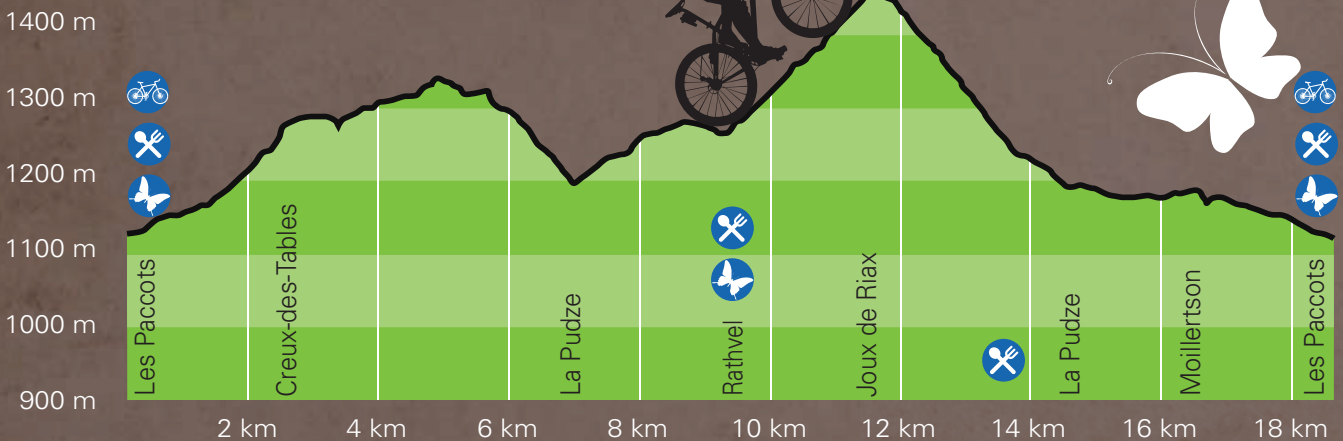 1400 m
1300 m
1200 m
1100 m
1000 m
900 m
Les Paccots
Creux-des-Tables
La Pudze
Rathvel
Joux de Riax
La Pudze
Moillertson
Les Paccots
2 km
4 km
6 km
8 km
10 km
12 km
14 km
16 km
18 km